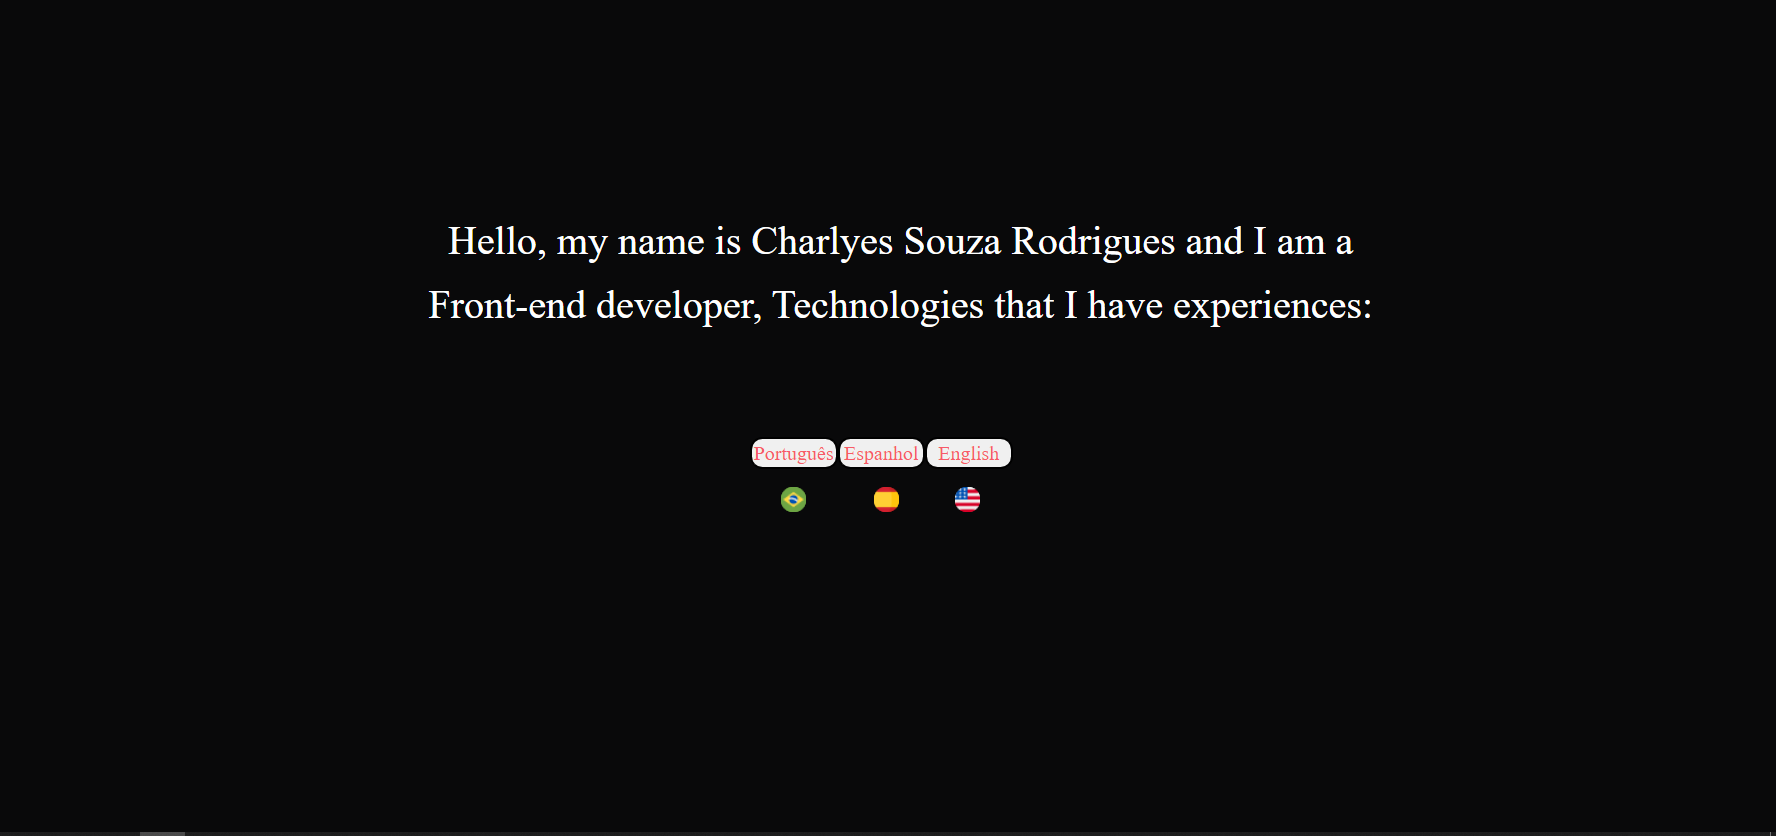 Hello, my name is Charlyes Souza Rodrigues and I am a
Front-end developer, Technologies that I have experiences:
Português Espanhol English